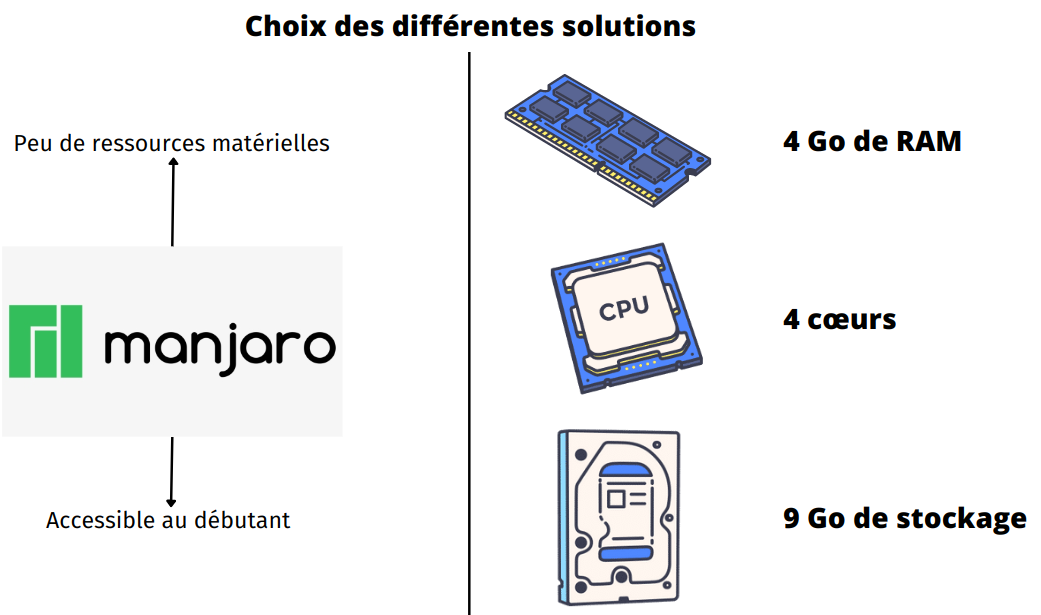 Choix des différentes solutions
Peu de ressources matérielles
manjaro
Accessible au débutant
4 Go de RAM
CPU
4 cœurs
9 Go de stockage